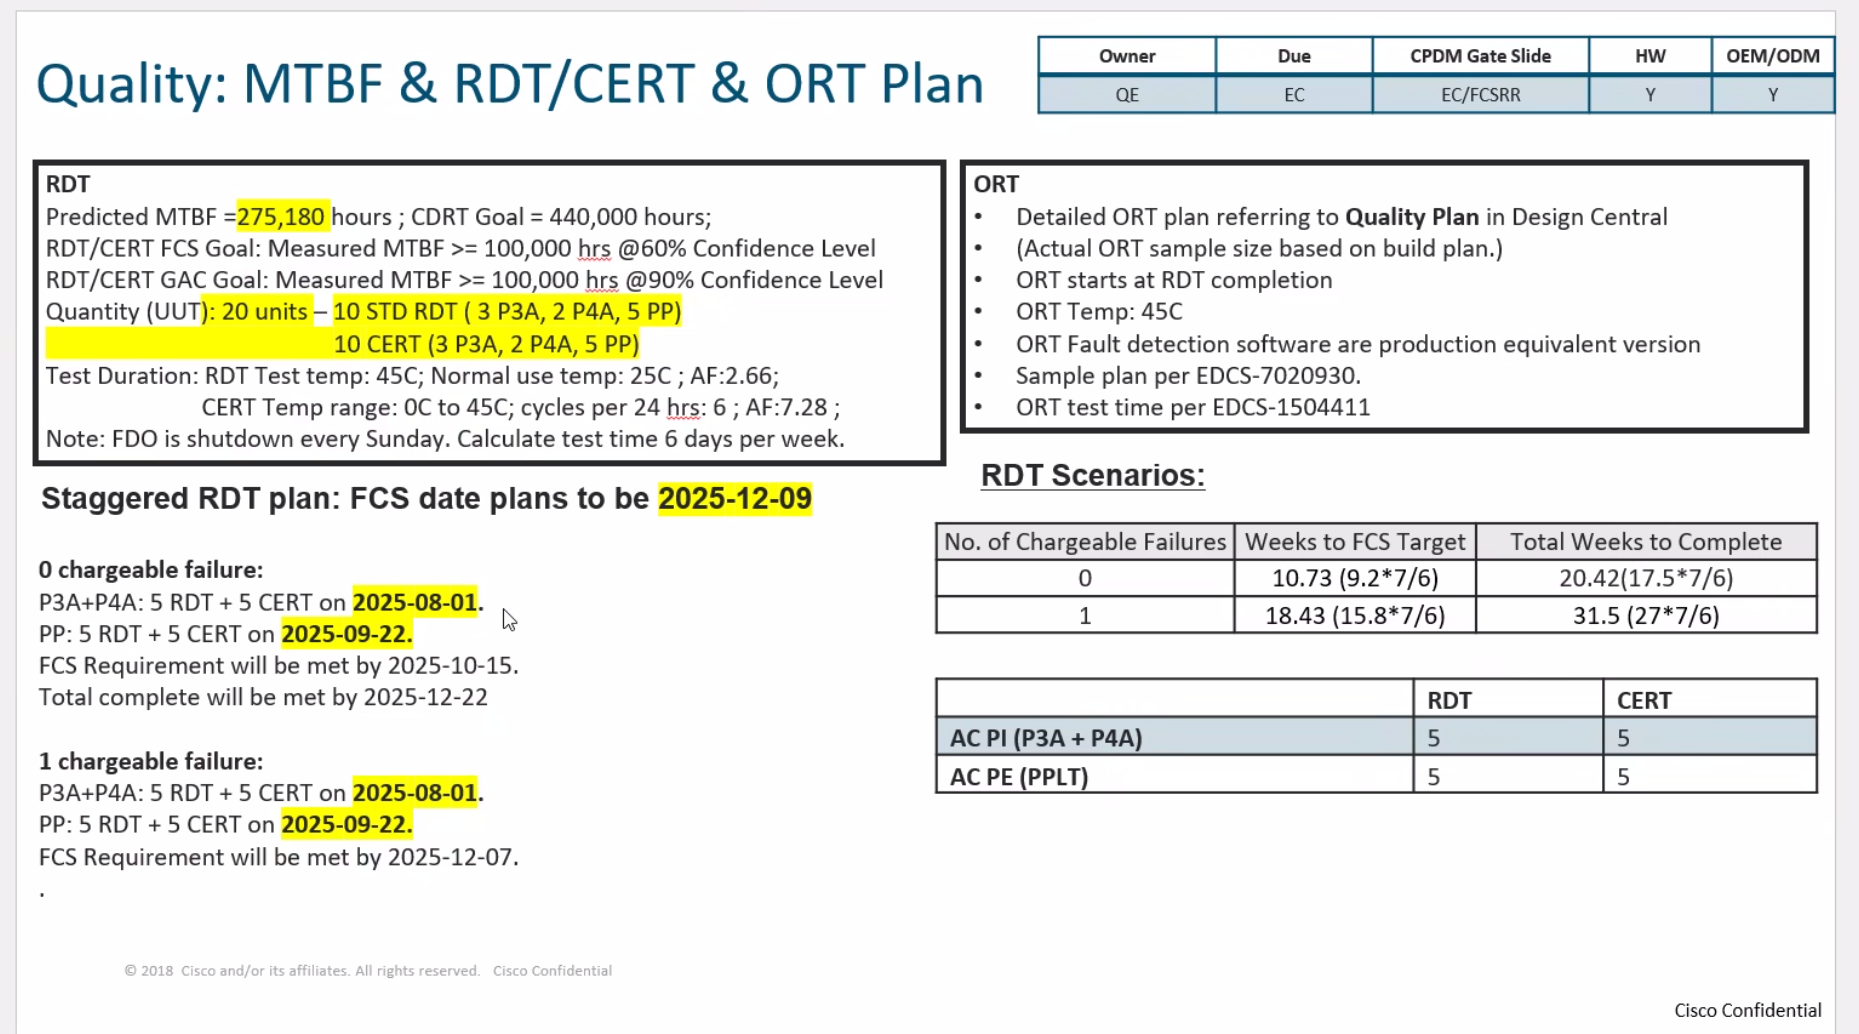 Quality: MTBF & RDT/CERT & ORT Plan
Owner Due CPDM Gate Slide HW OEM/ODM
QE EC EC/FCSRR Y Y
RDT
Predicted MTBF =275,180 hours ; CDRT Goal = 440,000 hours;
RDT/CERT FCS Goal: Measured MTBF >= 100,000 hrs @60% Confidence Level
RDT/CERT GAC Goal: Measured MTBF >= 100,000 hrs @90% Confidence Level
Quantity (UUT): 20 units – 10 STD RDT ( 3 P3A, 2 P4A, 5 PP)
10 CERT (3 P3A, 2 P4A, 5 PP)
Test Duration: RDT Test temp: 45C; Normal use temp: 25C ; AF:2.66;
CERT Temp range: 0C to 45C; cycles per 24 hrs: 6 ; AF:7.28 ;
Note: FDO is shutdown every Sunday. Calculate test time 6 days per week.
ORT
• Detailed ORT plan referring to Quality Plan in Design Central
• (Actual ORT sample size based on build plan.)
• ORT starts at RDT completion
• ORT Temp: 45C
• ORT Fault detection software are production equivalent version
• Sample plan per EDCS-7020930.
• ORT test time per EDCS-1504411
Staggered RDT plan: FCS date plans to be 2025-12-09
0 chargeable failure:
P3A+P4A: 5 RDT + 5 CERT on 2025-08-01.
PP: 5 RDT + 5 CERT on 2025-09-22.
FCS Requirement will be met by 2025-10-15.
Total complete will be met by 2025-12-22
1 chargeable failure:
P3A+P4A: 5 RDT + 5 CERT on 2025-08-01.
PP: 5 RDT + 5 CERT on 2025-09-22.
FCS Requirement will be met by 2025-12-07.
.
RDT Scenarios:
No. of Chargeable Failures Weeks to FCS Target Total Weeks to Complete
0 10.73 (9.2*7/6) 20.42(17.5*7/6)
1 18.43 (15.8*7/6) 31.5 (27*7/6)
RDT CERT
AC PI (P3A + P4A) 5 5
AC PE (PPLT) 5 5
© 2018 Cisco and/or its affiliates. All rights reserved. Cisco Confidential
Cisco Confidential